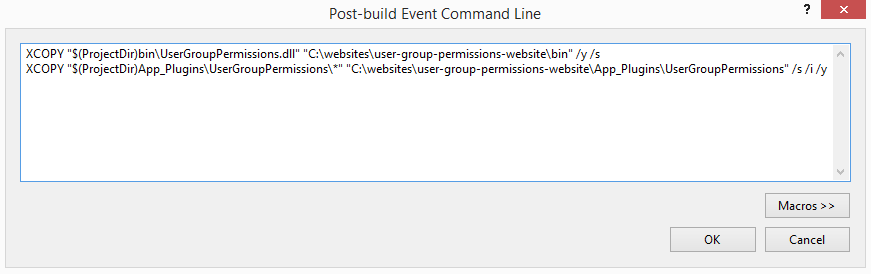 Post-build Event Command Line
?
XCOPY "$(ProjectDir)bin\UserGroupPermissions.dll" "C:\websites\user-group-permissions-website\bin" /y /s
XCOPY "$(ProjectDir)App_Plugins\UserGroupPermissions\*" "C:\websites\user-group-permissions-website\App_Plugins\UserGroupPermissions" /s /i /y
Macros >>
OK
Cancel